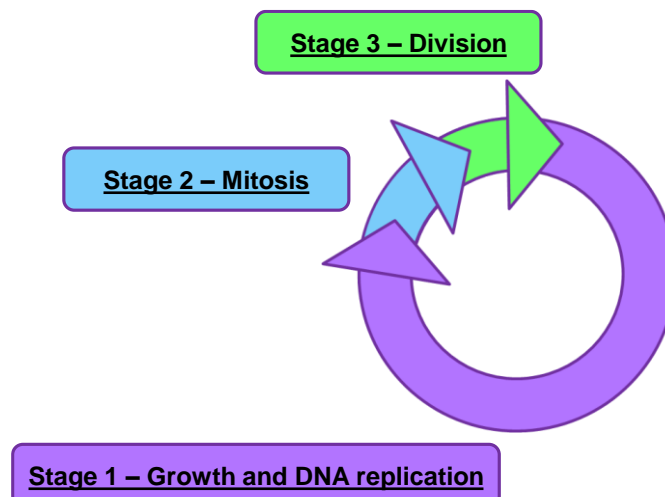 Stage 3 – Division
Stage 2 – Mitosis
Stage 1 – Growth and DNA replication